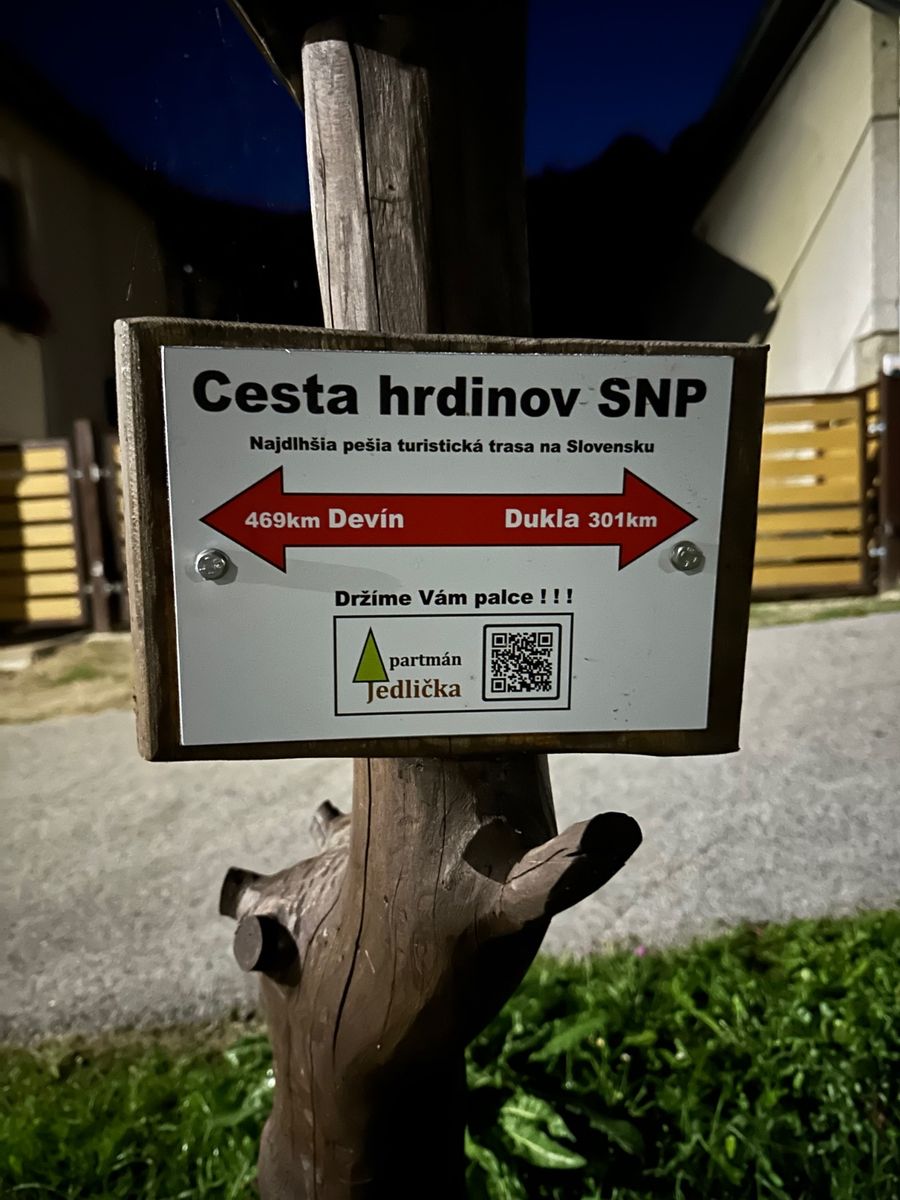 Cesta hrdinov SNP
Najdlhšia pešia turistická trasa na Slovensku
469km Devín Dukla 301km
Držíme Vám palce !!!
partmán
Jedlička